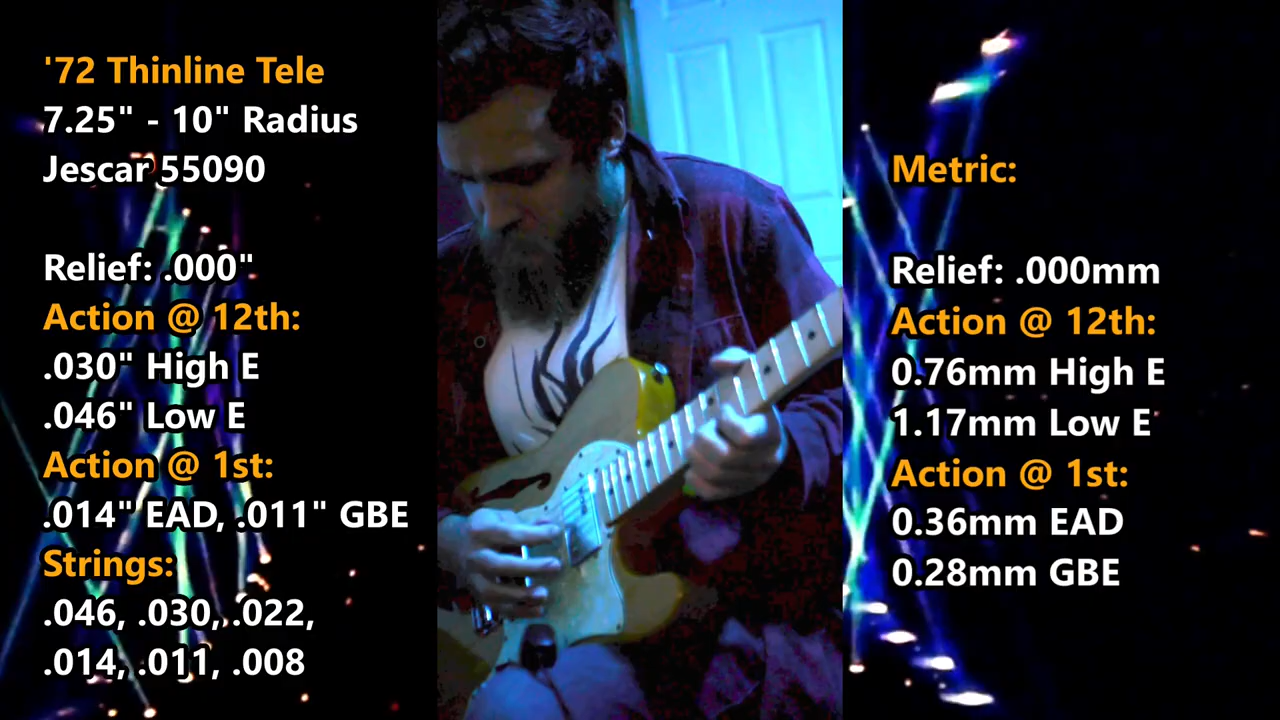 '72 Thinline Tele
7.25" - 10" Radius
Jescar 55090
Relief: .000"
Action @ 12th:
.030" High E
.046" Low E
Action @ 1st:
.014" EAD, .011" GBE
Strings:
.046, .030, .022,
.014, .011, .008
Metric:
Relief: .000mm
Action @ 12th:
0.76mm High E
1.17mm Low E
Action @ 1st:
0.36mm EAD
0.28mm GBE